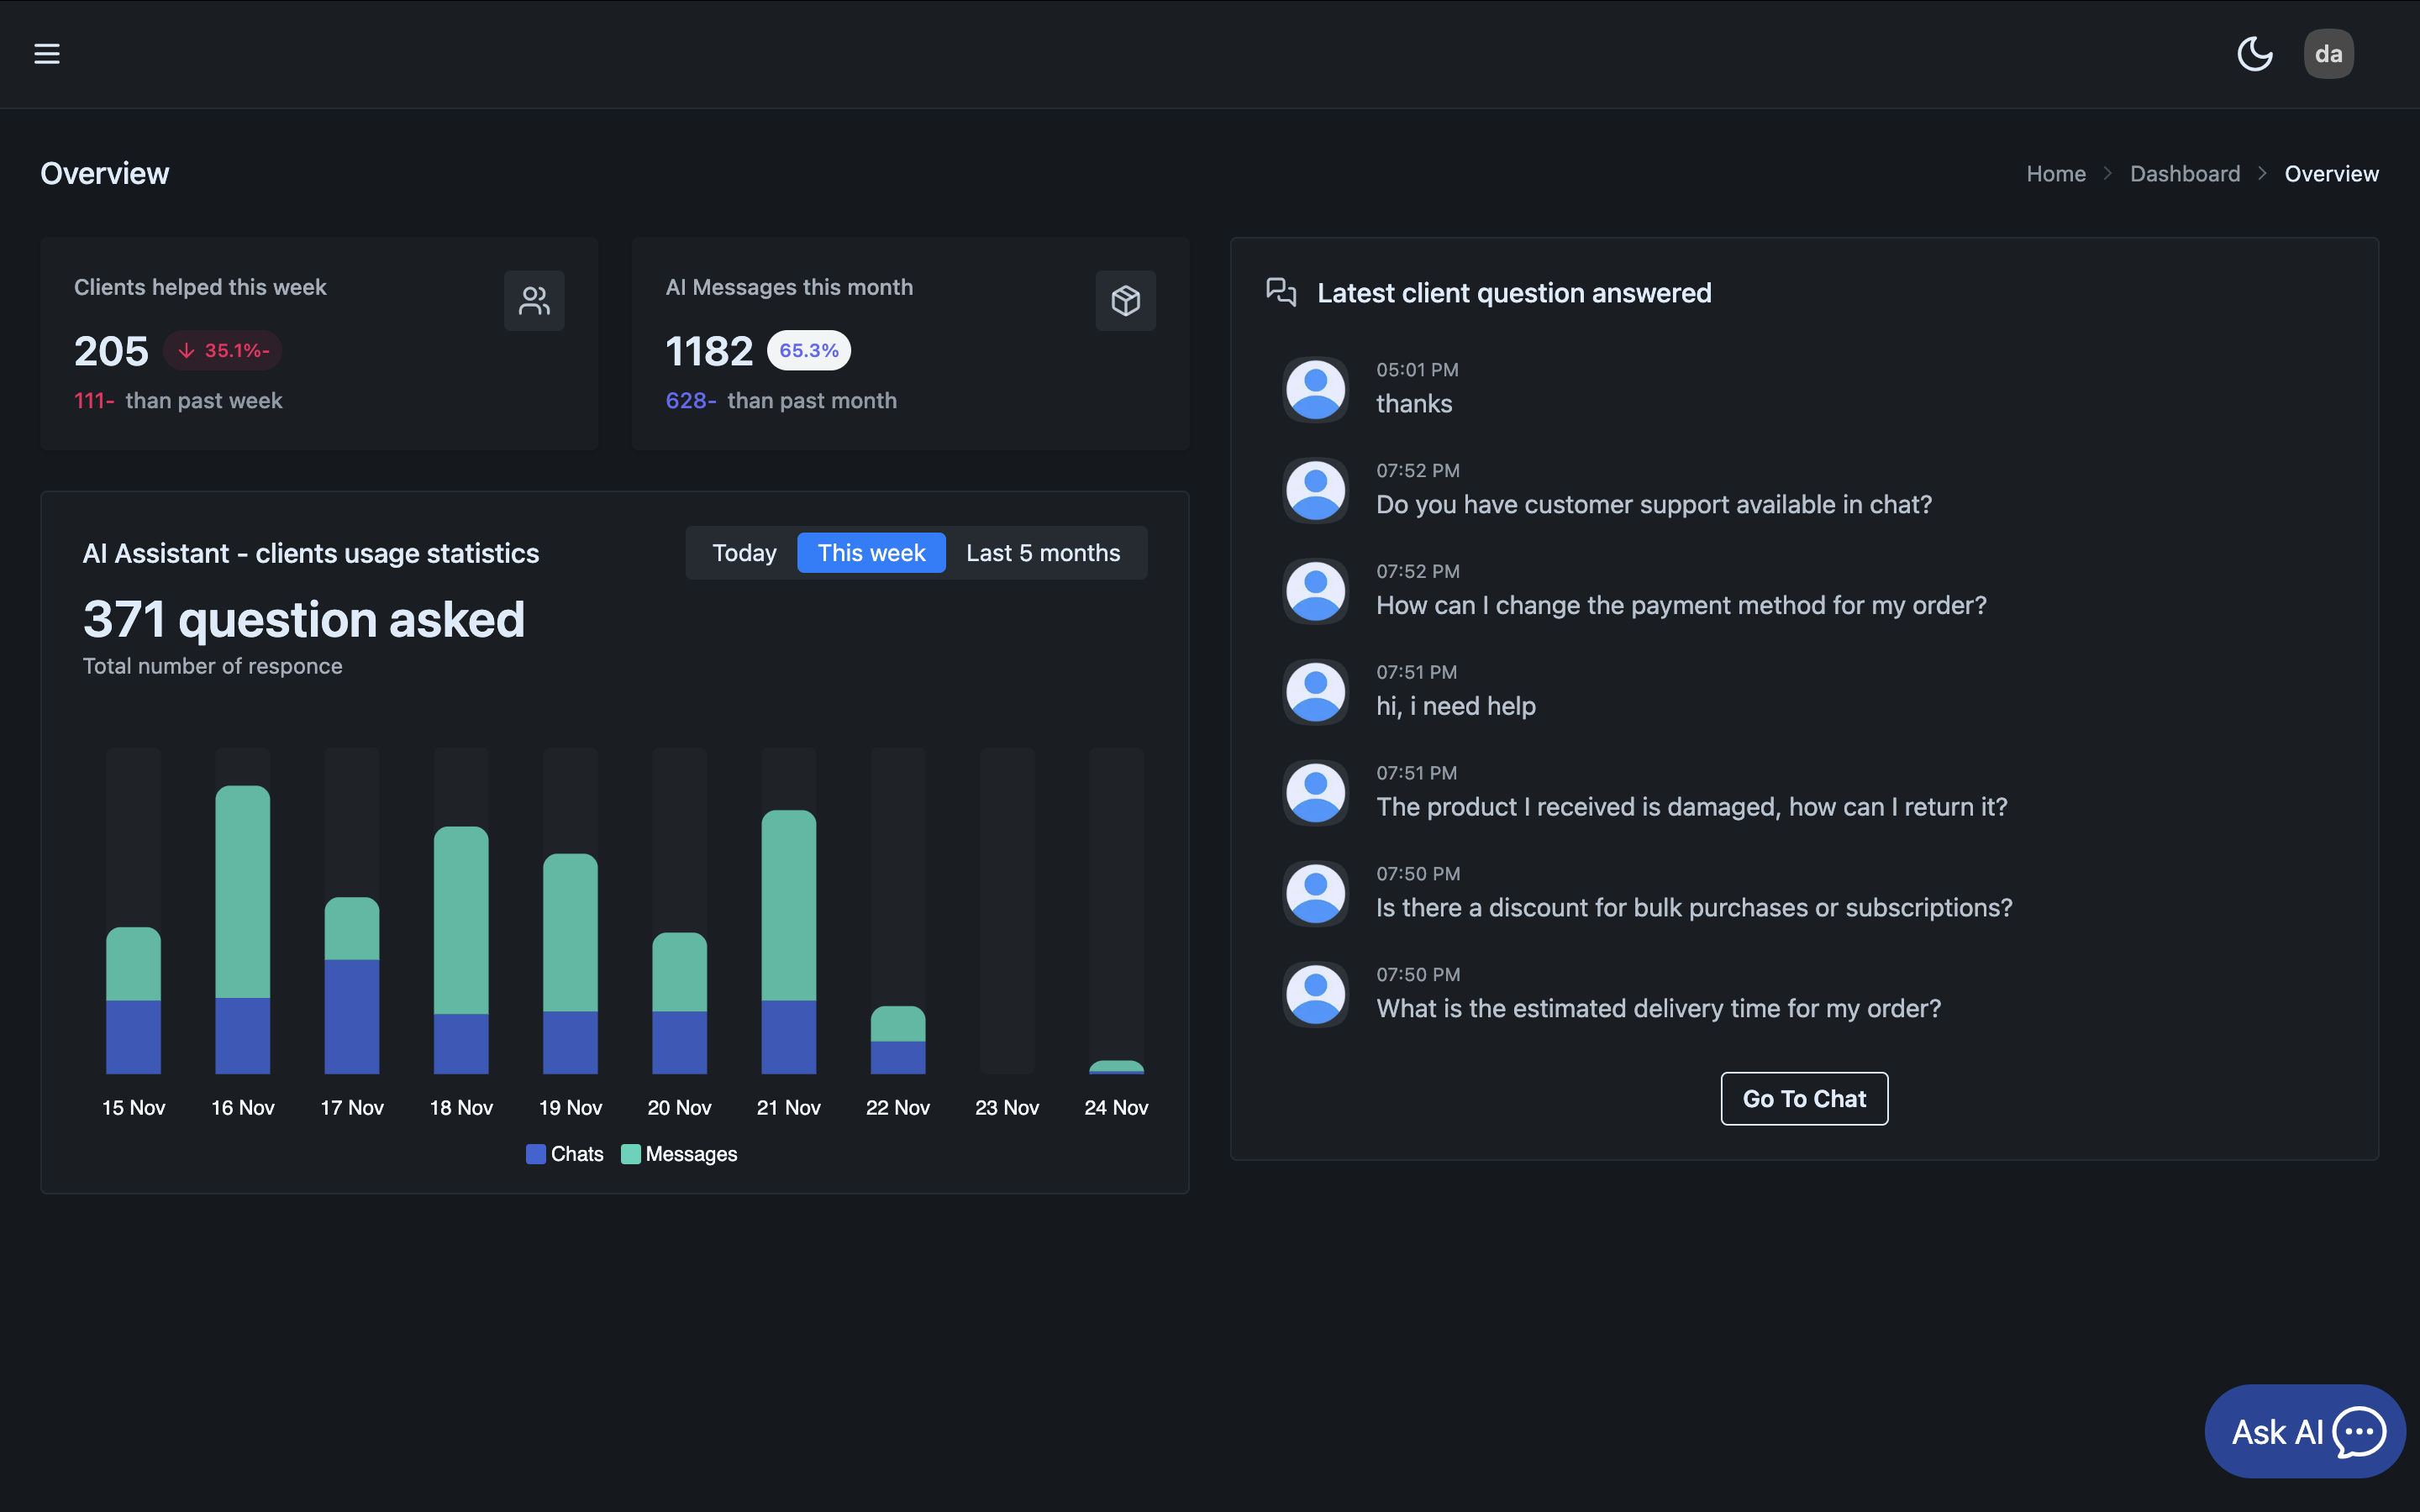 da
Overview
Home > Dashboard > Overview
Clients helped this week
205 ↓ 35.1%-
111- than past week
AI Messages this month
1182 65.3%
628- than past month
AI Assistant - clients usage statistics
Today This week Last 5 months
371 question asked
Total number of responce
15 Nov 16 Nov 17 Nov 18 Nov 19 Nov 20 Nov 21 Nov 22 Nov 23 Nov 24 Nov
Chats Messages
Latest client question answered
05:01 PM
thanks
07:52 PM
Do you have customer support available in chat?
07:52 PM
How can I change the payment method for my order?
07:51 PM
hi, i need help
07:51 PM
The product I received is damaged, how can I return it?
07:50 PM
Is there a discount for bulk purchases or subscriptions?
07:50 PM
What is the estimated delivery time for my order?
Go To Chat
Ask AI